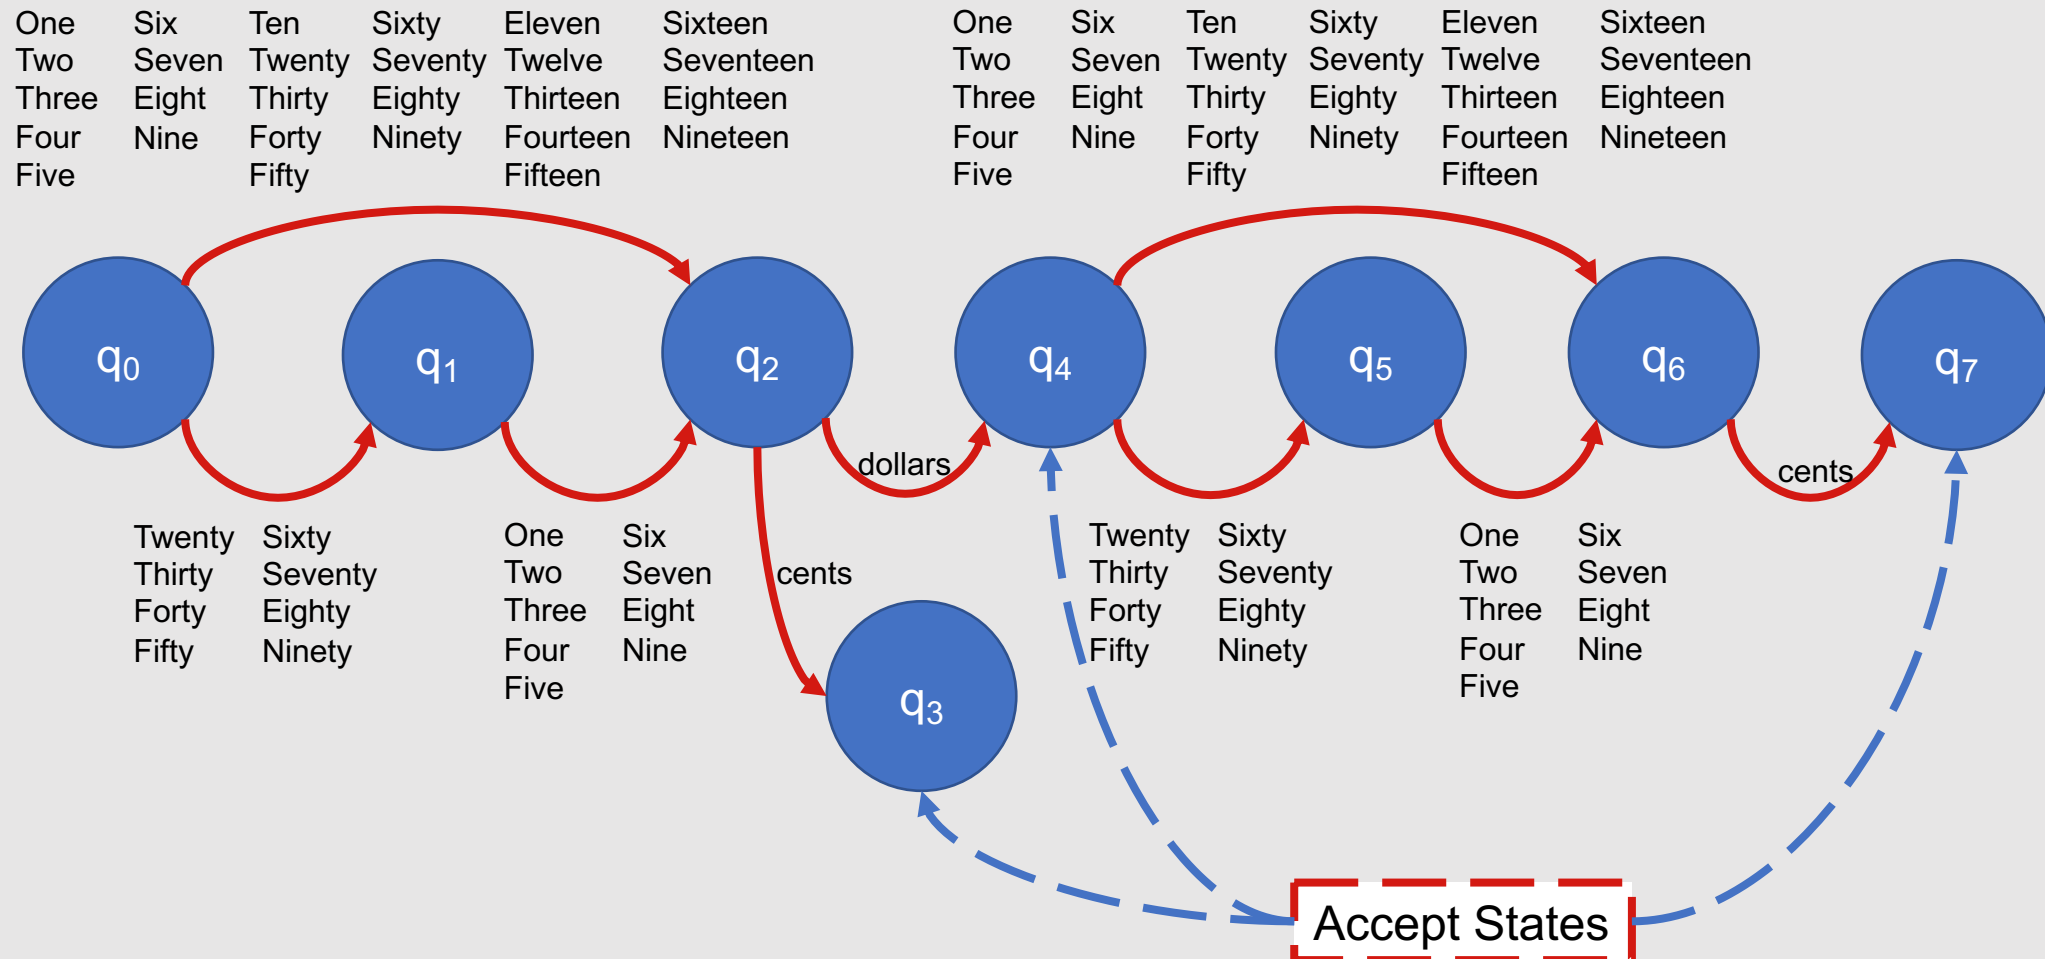 One Six Ten Sixty Eleven Sixteen
Two Seven Twenty Seventy Twelve Seventeen
Three Eight Thirty Eighty Thirteen Eighteen
Four Nine Forty Ninety Fourteen Nineteen
Five Fifty Fifteen
One Six Ten Sixty Eleven Sixteen
Two Seven Twenty Seventy Twelve Seventeen
Three Eight Thirty Eighty Thirteen Eighteen
Four Nine Forty Ninety Fourteen Nineteen
Five Fifty Fifteen
q0 q1 q2 q4 q5 q6 q7
dollars
cents
Twenty Sixty
Thirty Seventy
Forty Eighty
Fifty Ninety
One Six
Two Seven
Three Eight
Four Nine
Five
cents
q3
Twenty Sixty
Thirty Seventy
Forty Eighty
Fifty Ninety
One Six
Two Seven
Three Eight
Four Nine
Five
Accept States